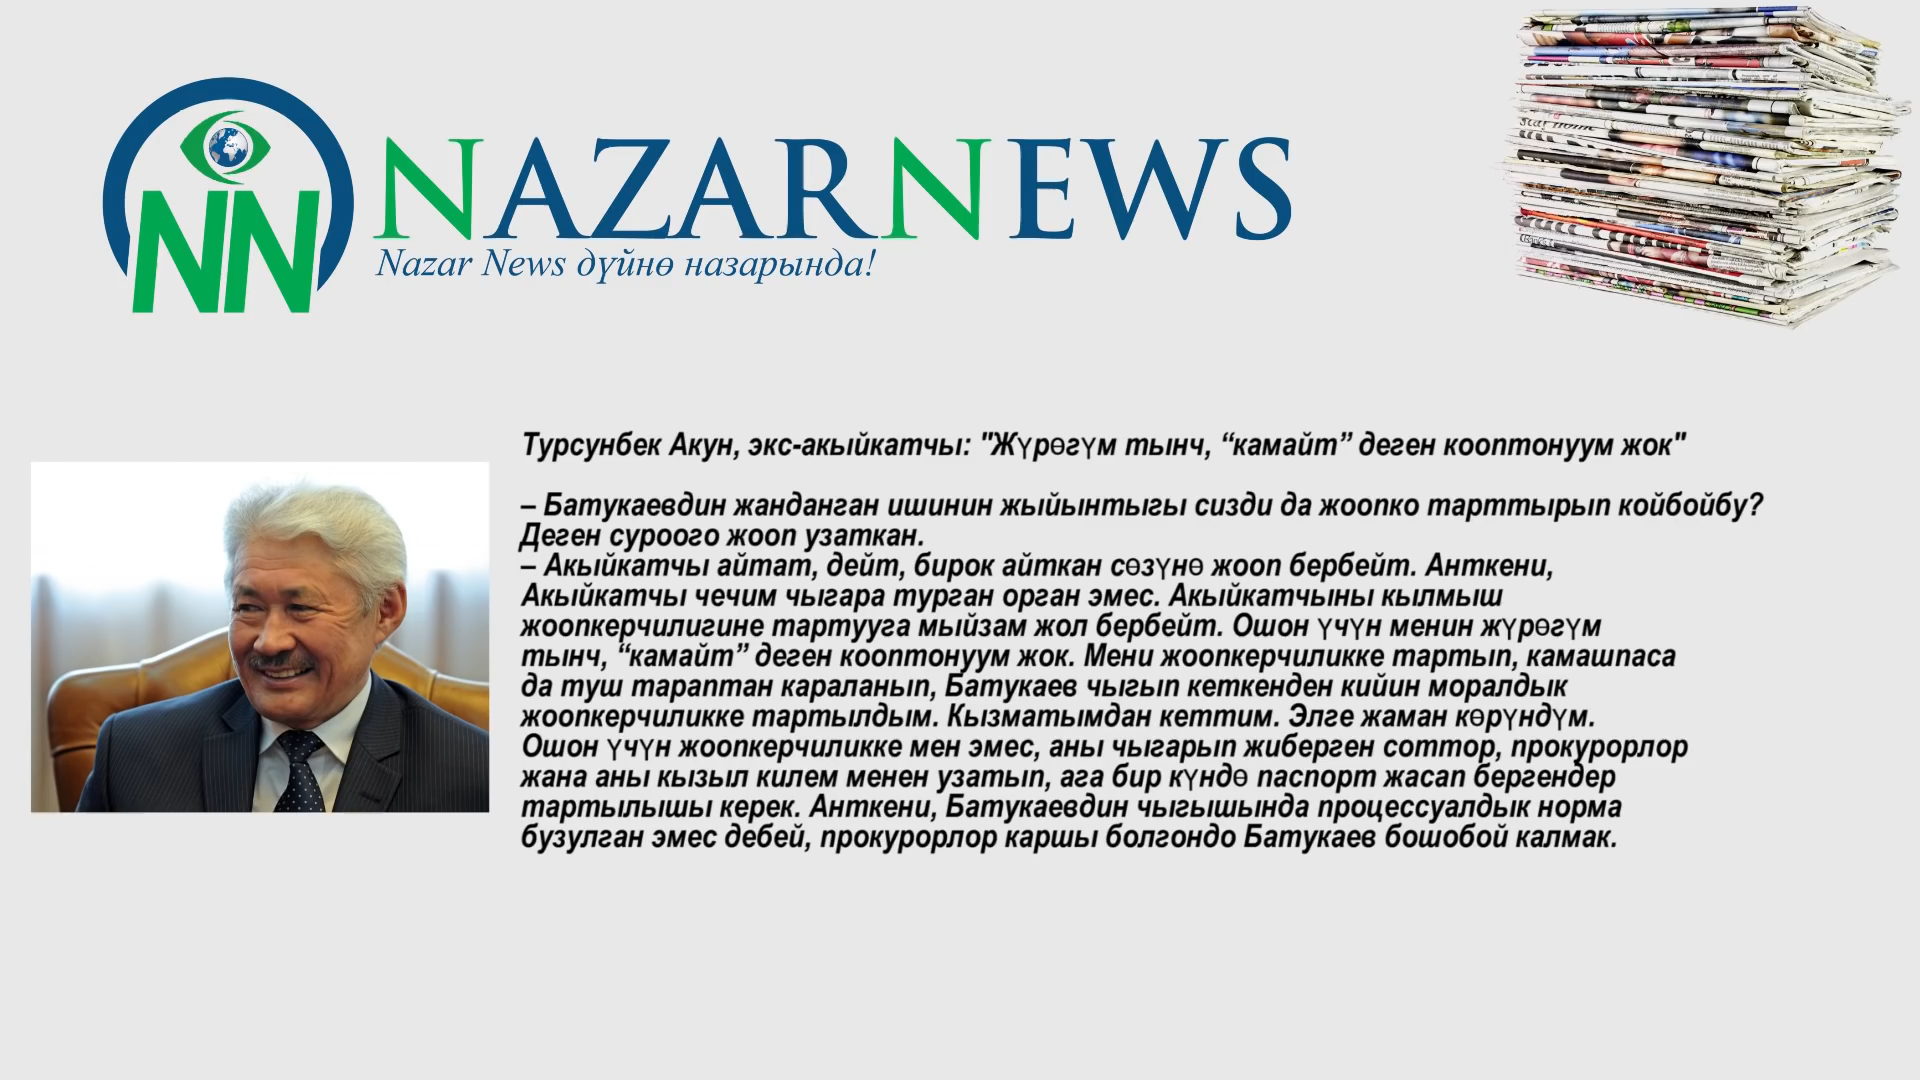 NN
NAZARNEWS
Nazar News дүйнө назарында!
Турсунбек Акун, экс-акыйкатчы: "Жүрөгүм тынч, “камайт” деген кооптонуум жок"
– Батукаевдин жанданган ишинин жыйынтыгы сизди да жоопко тарттырып койбойбу?
Деген суроого жооп узаткан.
– Акыйкатчы айтат, дейт, бирок айткан сөзүнө жооп бербейт. Анткени,
Акыйкатчы чечим чыгара турган орган эмес. Акыйкатчыны кылмыш
жоопкерчилигине тартууга мыйзам жол бербейт. Ошон үчүн менин жүрөгүм
тынч, “камайт” деген кооптонуум жок. Мени жоопкерчиликке тартып, камашпаса
да туш тараптан караланып, Батукаев чыгып кеткенден кийин моралдык
жоопкерчиликке тартылдым. Кызматымдан кеттим. Элге жаман көрүндүм.
Ошон үчүн жоопкерчиликке мен эмес, аны чыгарып жиберген соттор, прокурорлор
жана аны кызыл килем менен узатып, ага бир күндө паспорт жасап бергендер
тартылышы керек. Анткени, Батукаевдин чыгышында процессуалдык норма
бузулган эмес дебей, прокурорлор каршы болгондо Батукаев бошобой калмак.